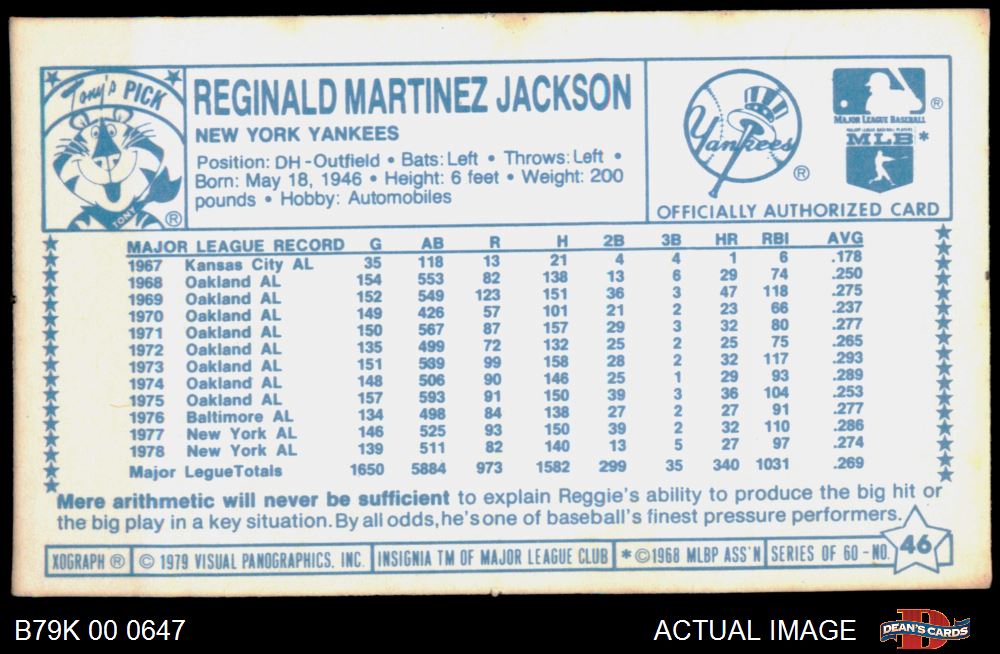 Tony's PICK
TONY
®
REGINALD MARTINEZ JACKSON
NEW YORK YANKEES
Position: DH-Outfield • Bats: Left • Throws: Left •
Born: May 18, 1946 • Height: 6 feet • Weight: 200
pounds • Hobby: Automobiles
Yankees ®
®
MAJOR LEAGUE BASEBALL
MAJOR LEAGUE BASEBALL PLAYERS
MLB *
OFFICIALLY AUTHORIZED CARD
MAJOR LEAGUE RECORD G AB R H 2B 3B HR RBI AVG
1967 Kansas City AL 35 118 13 21 4 4 1 6 .178
1968 Oakland AL 154 553 82 138 13 6 29 74 .250
1969 Oakland AL 152 549 123 151 36 3 47 118 .275
1970 Oakland AL 149 426 57 101 21 2 23 66 .237
1971 Oakland AL 150 567 87 157 29 3 32 80 .277
1972 Oakland AL 135 499 72 132 25 2 25 75 .265
1973 Oakland AL 151 539 99 158 28 2 32 117 .293
1974 Oakland AL 148 506 90 146 25 1 29 93 .289
1975 Oakland AL 157 593 91 150 39 3 36 104 .253
1976 Baltimore AL 134 498 84 138 27 2 27 91 .277
1977 New York AL 146 525 93 150 39 2 32 110 .286
1978 New York AL 139 511 82 140 13 5 27 97 .274
Major LegueTotals 1650 5884 973 1582 299 35 340 1031 .269
Mere arithmetic will never be sufficient to explain Reggie's ability to produce the big hit or
the big play in a key situation. By all odds, he's one of baseball's finest pressure performers.
XOGRAPH ® © 1979 VISUAL PANOGRAPHICS, INC. INSIGNIA TM OF MAJOR LEAGUE CLUB * ©1968 MLBP ASS'N SERIES OF 60 - NO. 46
B79K 00 0647
ACTUAL IMAGE
D
DEAN'S CARDS